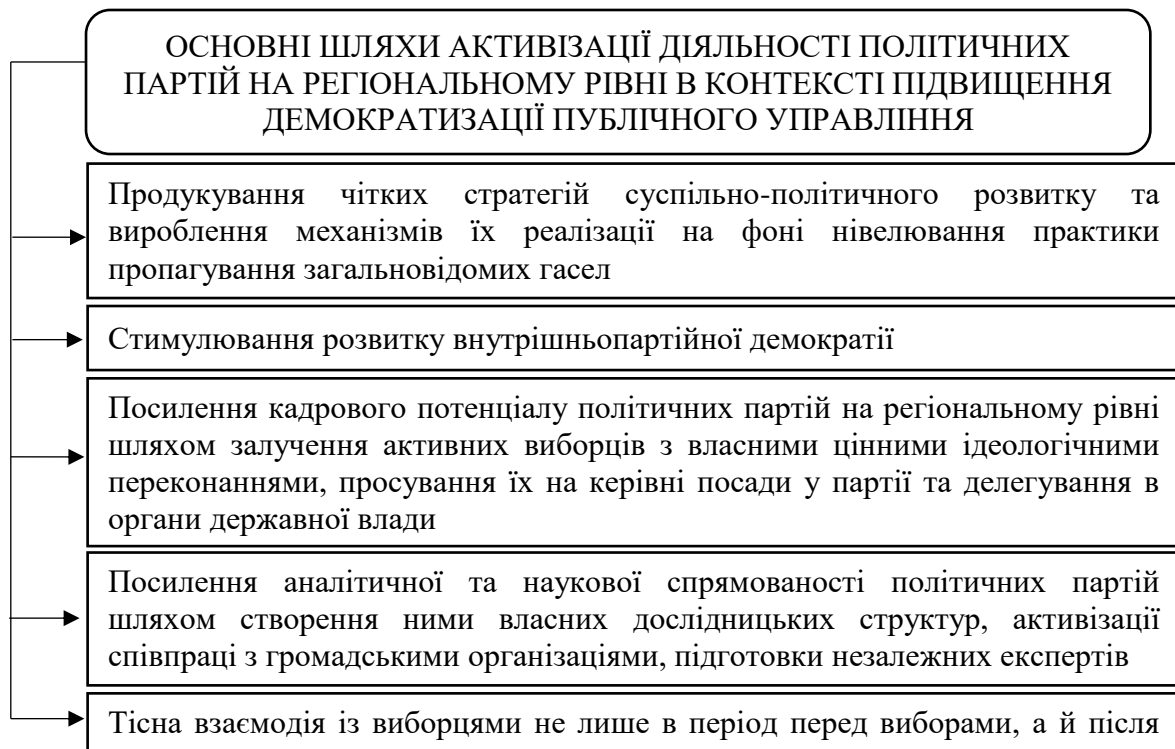 ОСНОВНІ ШЛЯХИ АКТИВІЗАЦІЇ ДІЯЛЬНОСТІ ПОЛІТИЧНИХ
ПАРТІЙ НА РЕГІОНАЛЬНОМУ РІВНІ В КОНТЕКСТІ ПІДВИЩЕННЯ
ДЕМОКРАТИЗАЦІЇ ПУБЛІЧНОГО УПРАВЛІННЯ
Продукування чітких стратегій суспільно-політичного розвитку та
вироблення механізмів їх реалізації на фоні нівелювання практики
пропагування загальновідомих гасел
Стимулювання розвитку внутрішньопартійної демократії
Посилення кадрового потенціалу політичних партій на регіональному рівні
шляхом залучення активних виборців з власними цінними ідеологічними
переконаннями, просування їх на керівні посади у партії та делегування в
органи державної влади
Посилення аналітичної та наукової спрямованості політичних партій
шляхом створення ними власних дослідницьких структур, активізації
співпраці з громадськими організаціями, підготовки незалежних експертів
Тісна взаємодія із виборцями не лише в період перед виборами, а й після